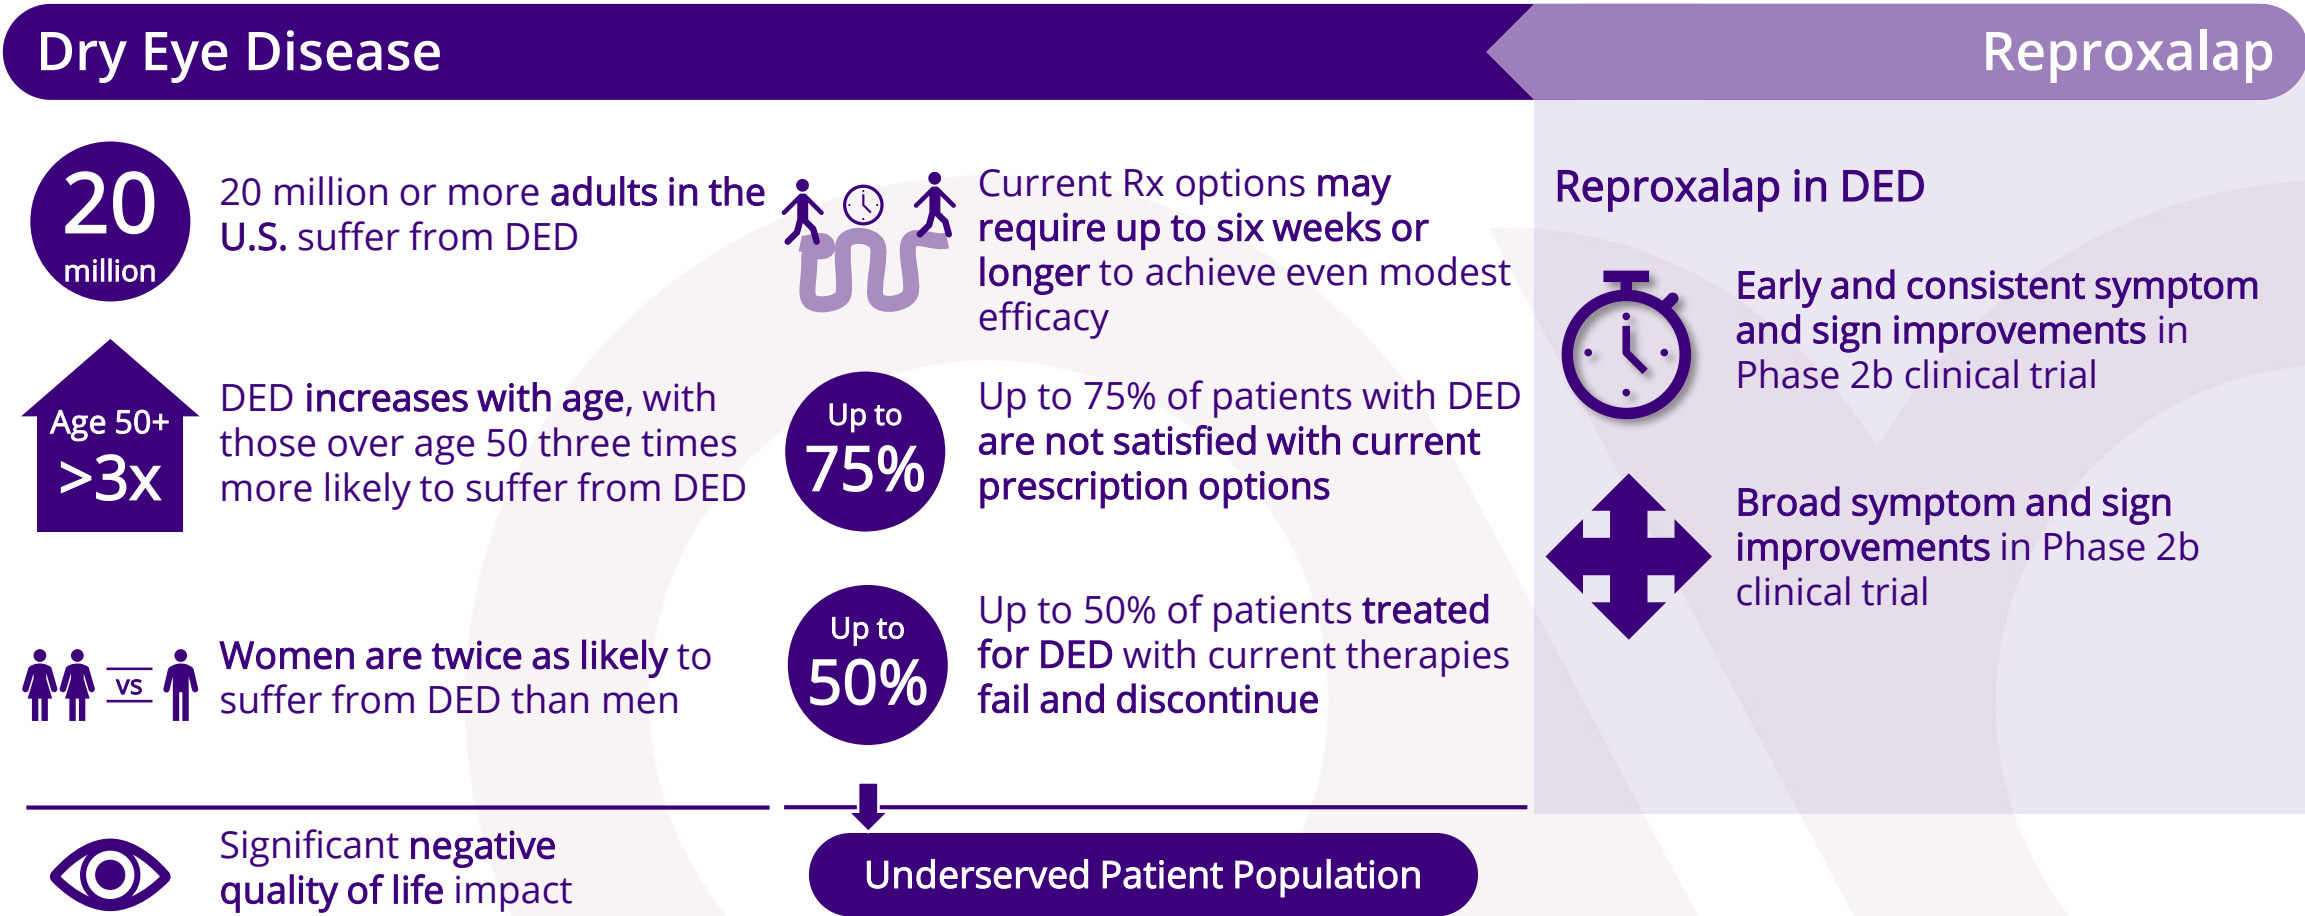 Dry Eye Disease
Reproxalap
20
million
20 million or more adults in the
U.S. suffer from DED
Age 50+
>3x
DED increases with age, with
those over age 50 three times
more likely to suffer from DED
vs
Women are twice as likely to
suffer from DED than men
Significant negative
quality of life impact
Current Rx options may
require up to six weeks or
longer to achieve even modest
efficacy
Up to
75%
Up to 75% of patients with DED
are not satisfied with current
prescription options
Up to
50%
Up to 50% of patients treated
for DED with current therapies
fail and discontinue
Underserved Patient Population
Reproxalap in DED
Early and consistent symptom
and sign improvements in
Phase 2b clinical trial
Broad symptom and sign
improvements in Phase 2b
clinical trial